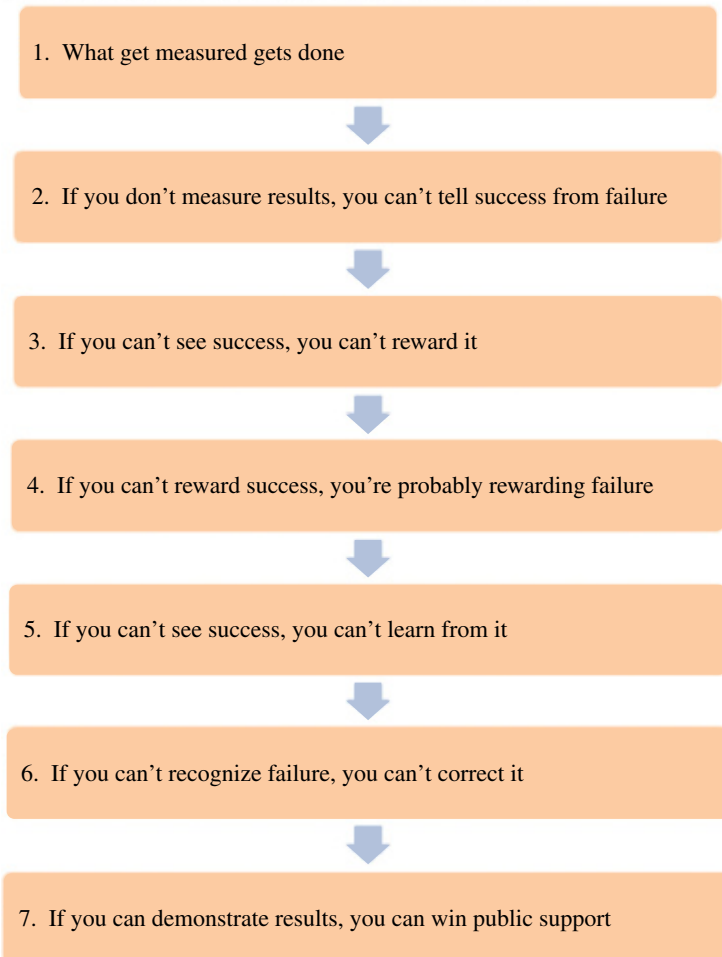 1. What get measured gets done
2. If you don’t measure results, you can’t tell success from failure
3. If you can’t see success, you can’t reward it
4. If you can’t reward success, you’re probably rewarding failure
5. If you can’t see success, you can’t learn from it
6. If you can’t recognize failure, you can’t correct it
7. If you can demonstrate results, you can win public support